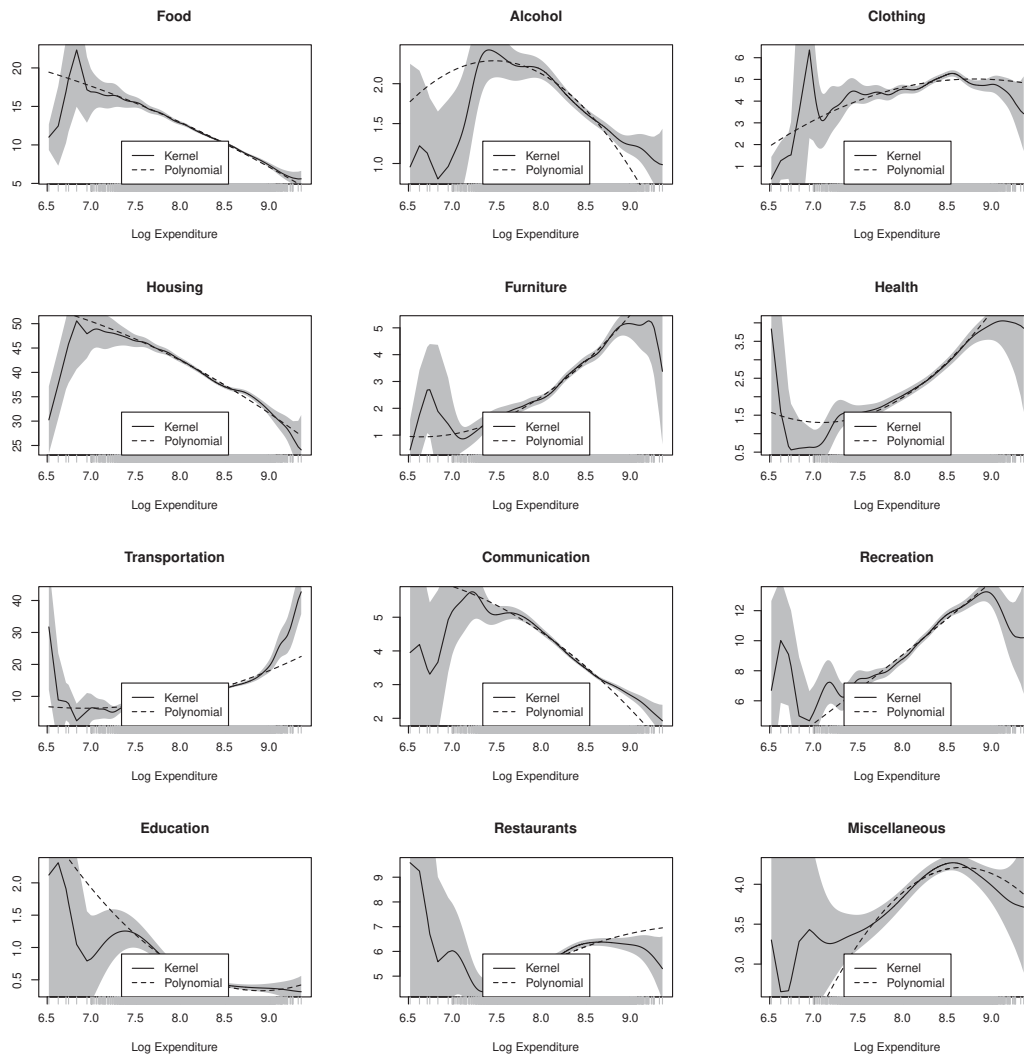 Food
20
15
10
5
Kernel
Polynomial
6.5 7.0 7.5 8.0 8.5 9.0
Log Expenditure
Alcohol
2.0
1.5
1.0
Kernel
Polynomial
6.5 7.0 7.5 8.0 8.5 9.0
Log Expenditure
Clothing
6
5
4
3
2
1
Kernel
Polynomial
6.5 7.0 7.5 8.0 8.5 9.0
Log Expenditure
Housing
50
45
40
35
30
25
Kernel
Polynomial
6.5 7.0 7.5 8.0 8.5 9.0
Log Expenditure
Furniture
5
4
3
2
1
Kernel
Polynomial
6.5 7.0 7.5 8.0 8.5 9.0
Log Expenditure
Health
3.5
2.5
1.5
0.5
Kernel
Polynomial
6.5 7.0 7.5 8.0 8.5 9.0
Log Expenditure
Transportation
40
30
20
10
Kernel
Polynomial
6.5 7.0 7.5 8.0 8.5 9.0
Log Expenditure
Communication
5
4
3
2
Kernel
Polynomial
6.5 7.0 7.5 8.0 8.5 9.0
Log Expenditure
Recreation
12
10
8
6
Kernel
Polynomial
6.5 7.0 7.5 8.0 8.5 9.0
Log Expenditure
Education
2.0
1.5
1.0
0.5
Kernel
Polynomial
6.5 7.0 7.5 8.0 8.5 9.0
Log Expenditure
Restaurants
9
8
7
6
5
Kernel
Polynomial
6.5 7.0 7.5 8.0 8.5 9.0
Log Expenditure
Miscellaneous
4.0
3.5
3.0
Kernel
Polynomial
6.5 7.0 7.5 8.0 8.5 9.0
Log Expenditure